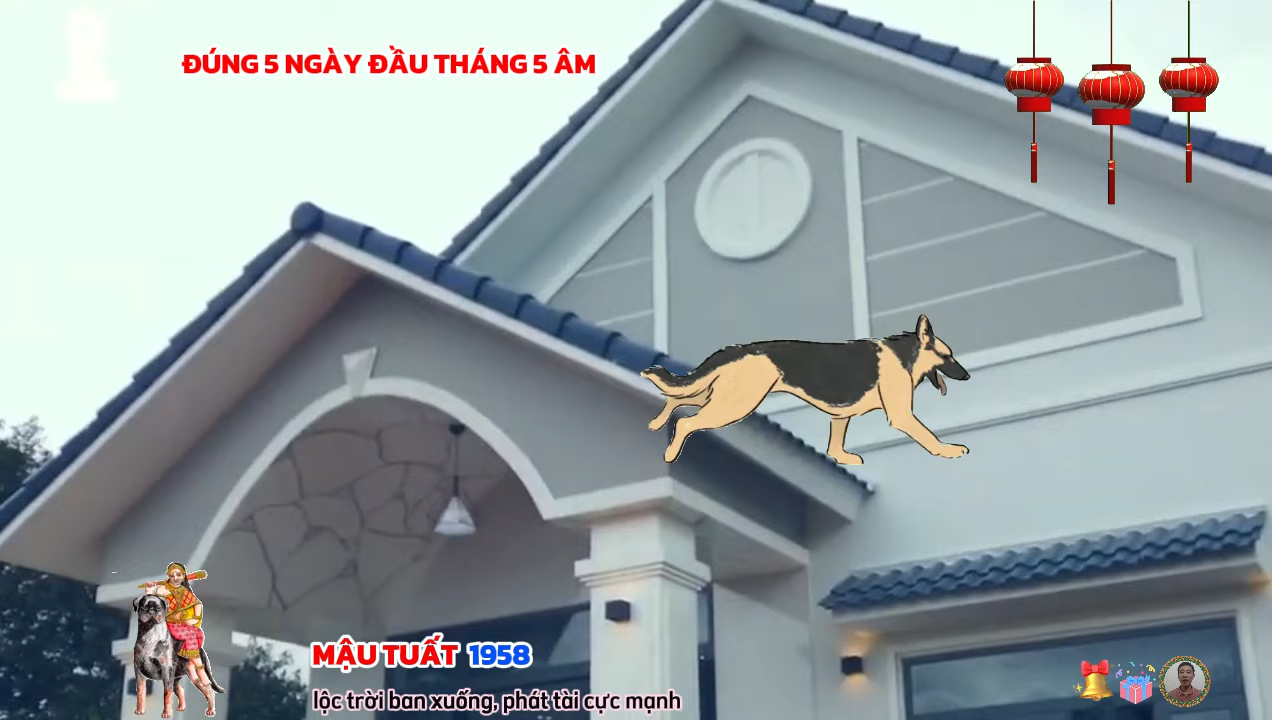 ĐÚNG 5 NGÀY ĐẦU THÁNG 5 ÂM
MẬU TUẤT 1958
lộc trời ban xuống, phát tài cực mạnh